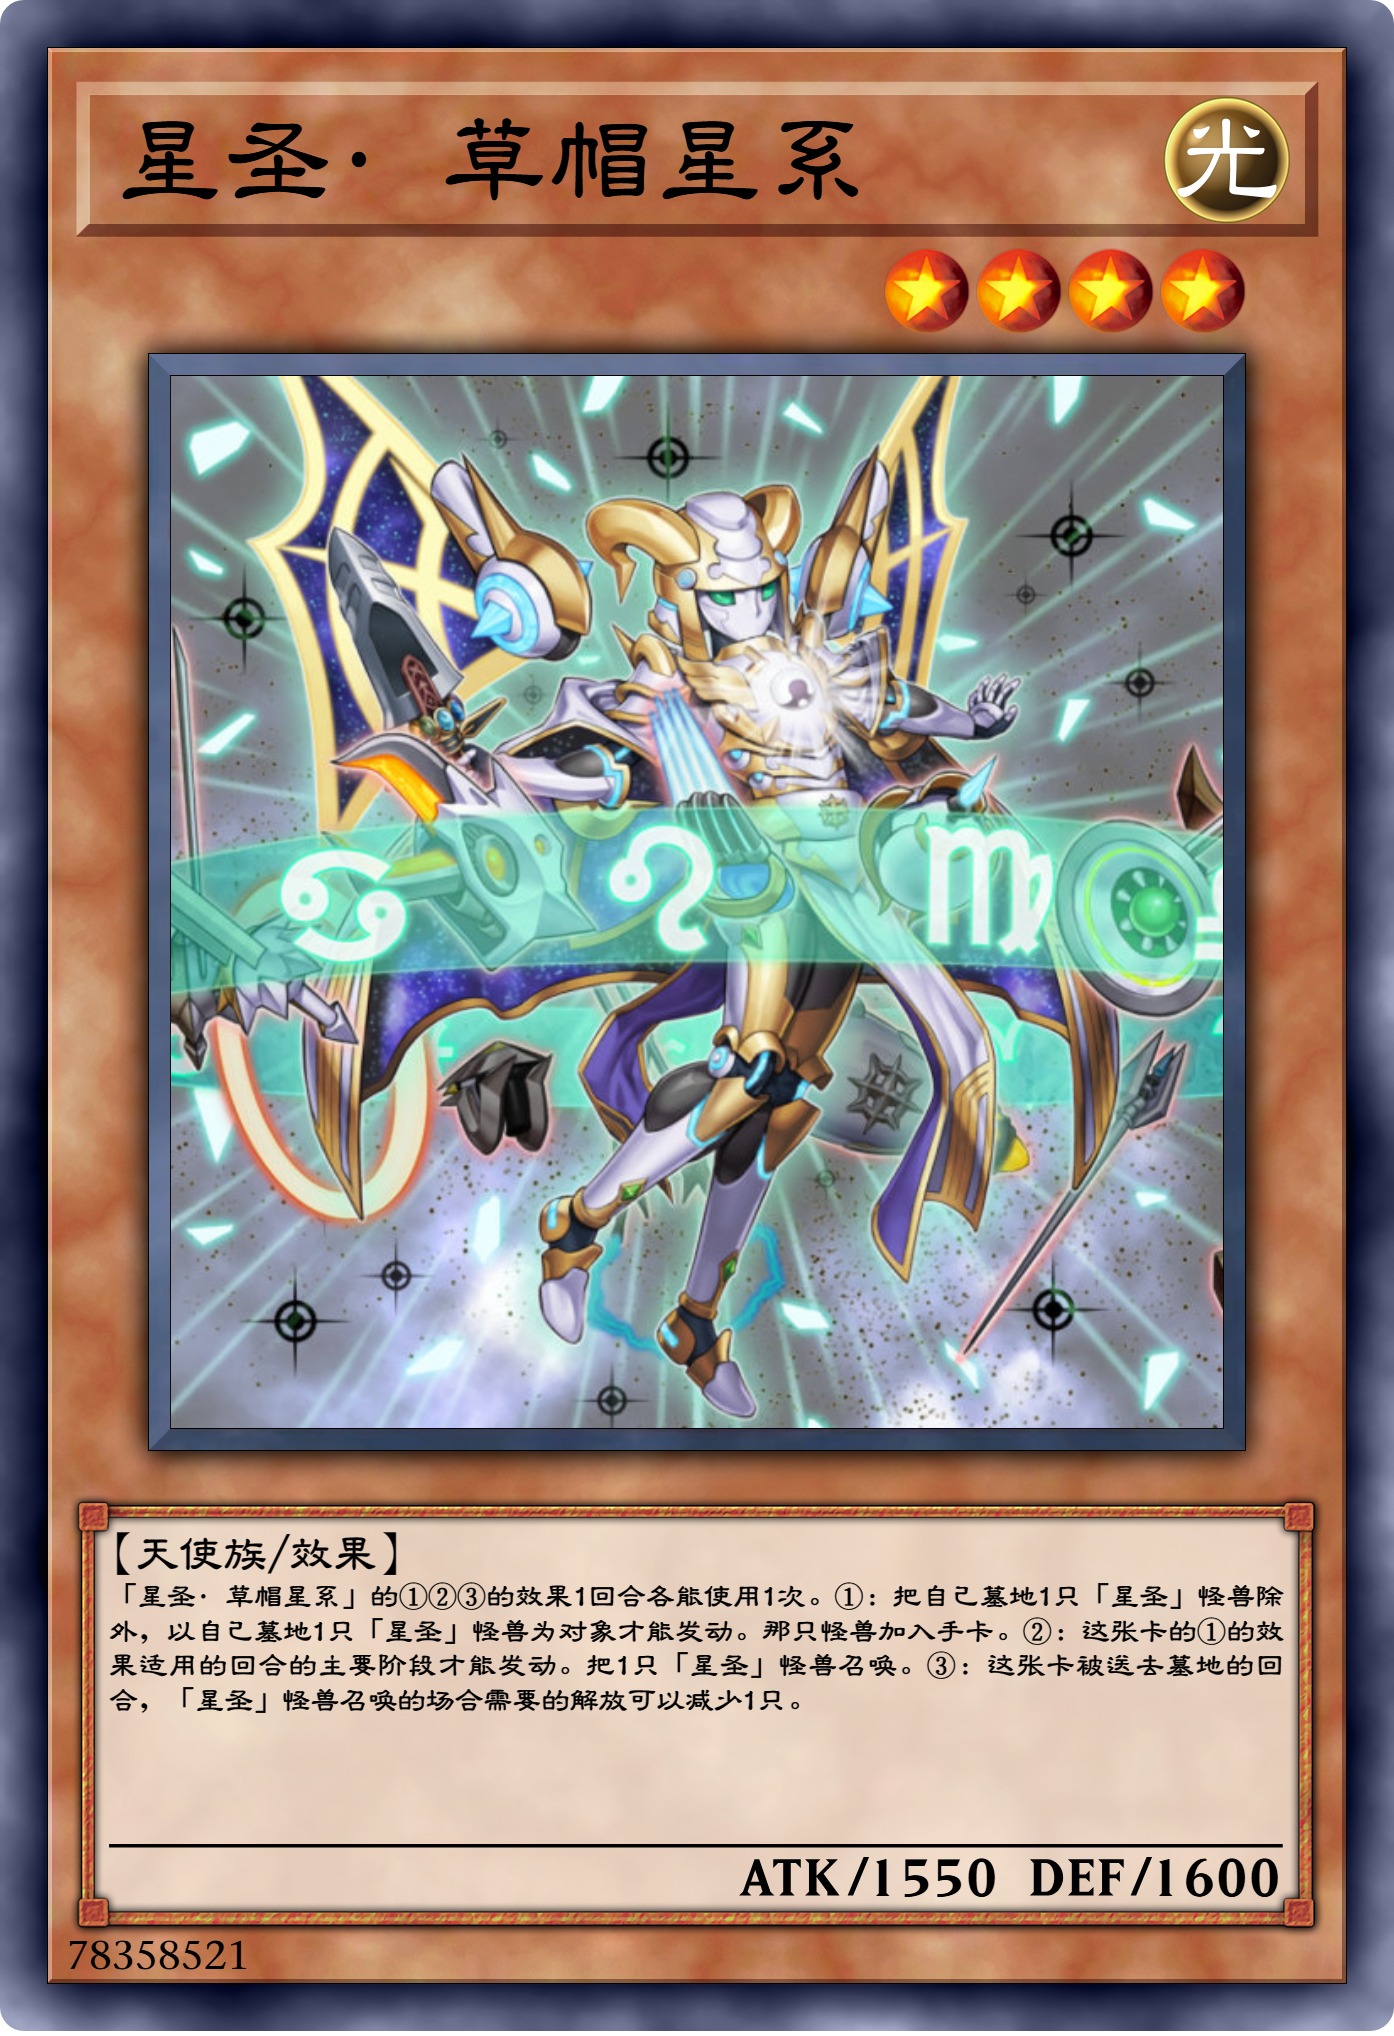 星圣· 草帽星系
光
【天使族/效果】
「星圣· 草帽星系」的①②③的效果1回合各能使用1次。①：把自己墓地1只「星圣」怪兽除
外，以自己墓地1只「星圣」怪兽为对象才能发动。那只怪兽加入手卡。②：这张卡的①的效
果适用的回合的主要阶段才能发动。把1只「星圣」怪兽召唤。③：这张卡被送去墓地的回
合，「星圣」怪兽召唤的场合需要的解放可以减少1只。
ATK/1550 DEF/1600
78358521